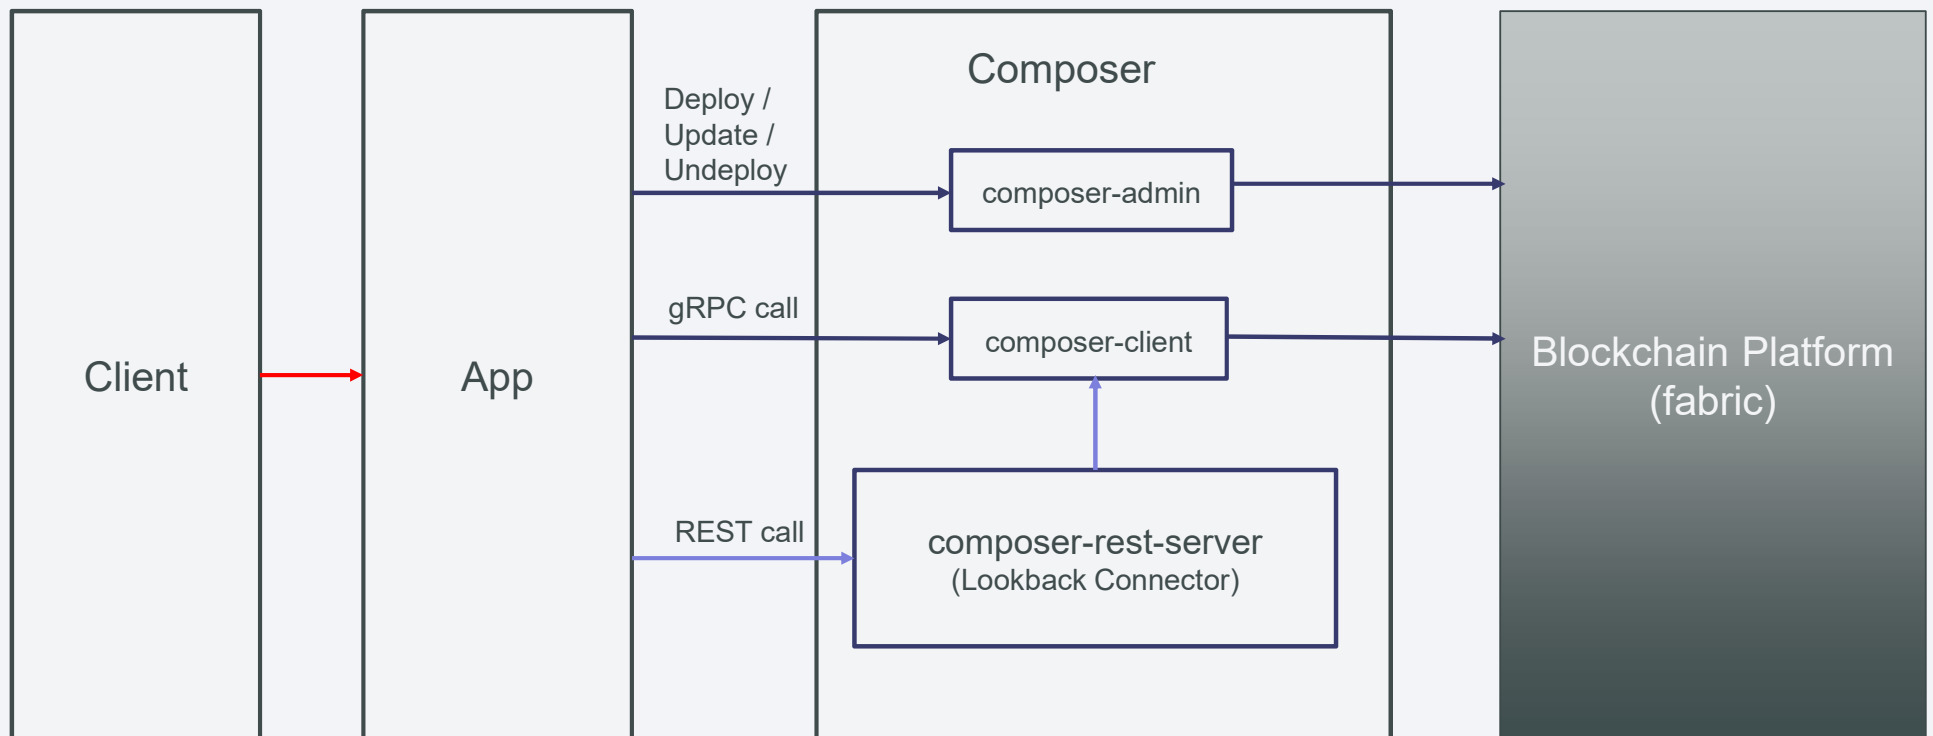 Client
App
Deploy /
Update /
Undeploy
gRPC call
REST call
Composer
composer-admin
composer-client
composer-rest-server
(Lookback Connector)
Blockchain Platform
(fabric)